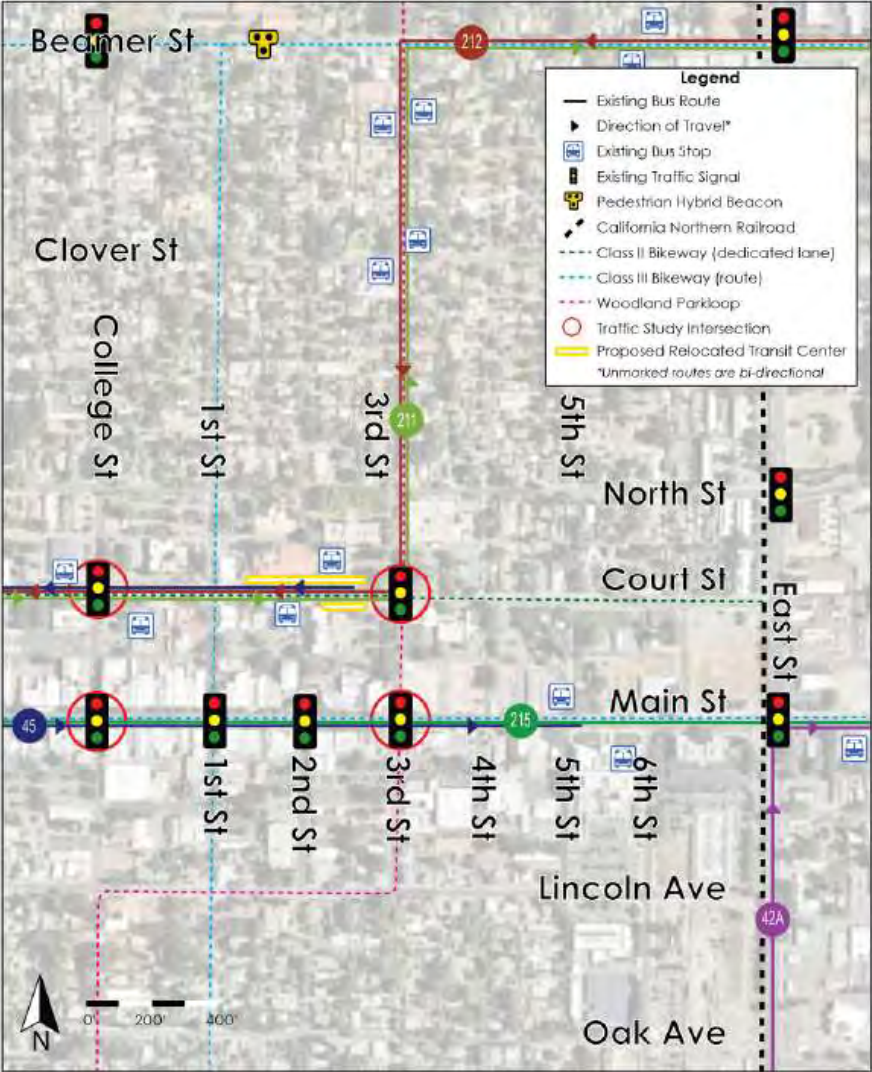 Beamer St
212
Legend
Existing Bus Route
Direction of Travel*
Existing Bus Stop
Existing Traffic Signal
Pedestrian Hybrid Beacon
California Northern Railroad
Class II Bikeway (dedicated lane)
Class III Bikeway (route)
Woodland Parkloop
Traffic Study Intersection
Proposed Relocated Transit Center
*Unmarked routes are bi-directional
Clover St
College St
1st St
3rd St
211
5th St
North St
Court St
East St
Main St
45
215
1st St
2nd St
3rd St
4th St
5th St
6th St
Lincoln Ave
42A
0' 200' 400'
N
Oak Ave